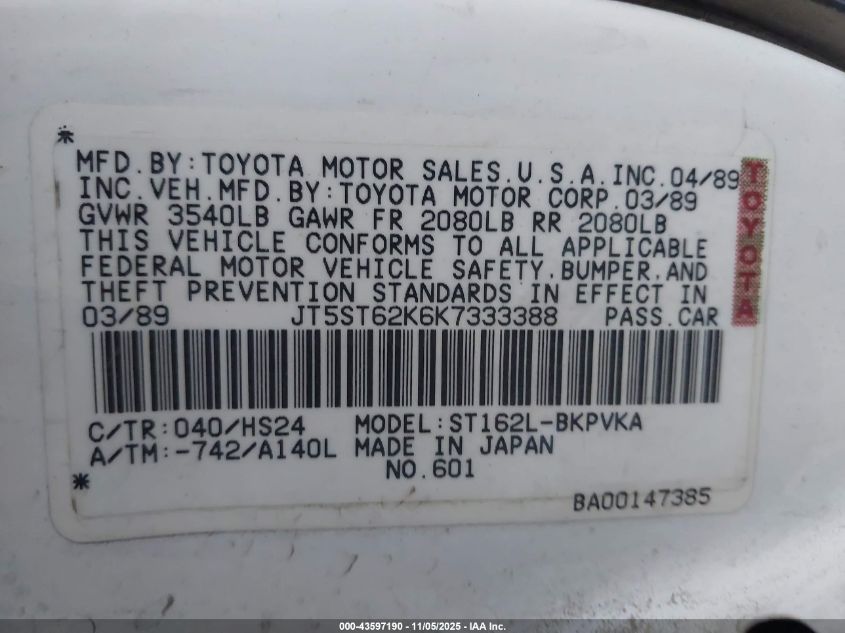 MFD.BY:TOYOTA MOTOR SALES.U.S.A.INC.04/89
INC.VEH.MFD.BY:TOYOTA MOTOR CORP.03/89
GVWR 3540LB GAWR FR 2080LB RR 2080LB
THIS VEHICLE CONFORMS TO ALL APPLICABLE
FEDERAL MOTOR VEHICLE SAFETY.BUMPER.AND
THEFT PREVENTION STANDARDS IN EFFECT IN
03/89 JT5ST62K6K7333388 PASS.CAR
C/TR:040/HS24 MODEL:ST162L-BKPVKA
A/TM:-742/A140L MADE IN JAPAN
NO.601
BA00147385
TOYOTA
000-43597190 - 11/05/2025 - IAA Inc.